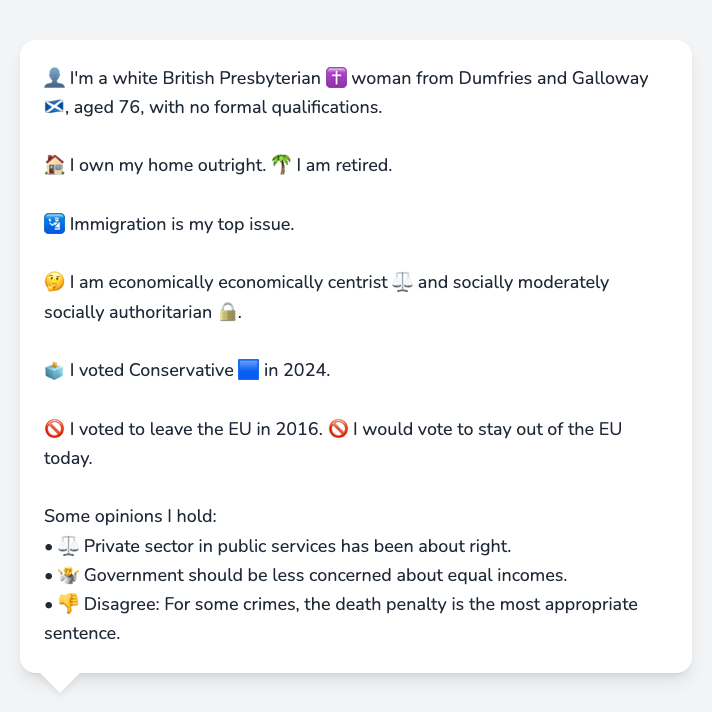 👤 I'm a white British Presbyterian ✝️ woman from Dumfries and Galloway
🏴󠁧󠁢󠁳󠁣󠁴󠁿, aged 76, with no formal qualifications.
🏠 I own my home outright. 🌴 I am retired.
🛂 Immigration is my top issue.
🤔 I am economically economically centrist ⚖️ and socially moderately
socially authoritarian 🔒.
🗳️ I voted Conservative 🟦 in 2024.
🚫 I voted to leave the EU in 2016. 🚫 I would vote to stay out of the EU
today.
Some opinions I hold:
• ⚖️ Private sector in public services has been about right.
• 🤷 Government should be less concerned about equal incomes.
• 👎 Disagree: For some crimes, the death penalty is the most appropriate
sentence.